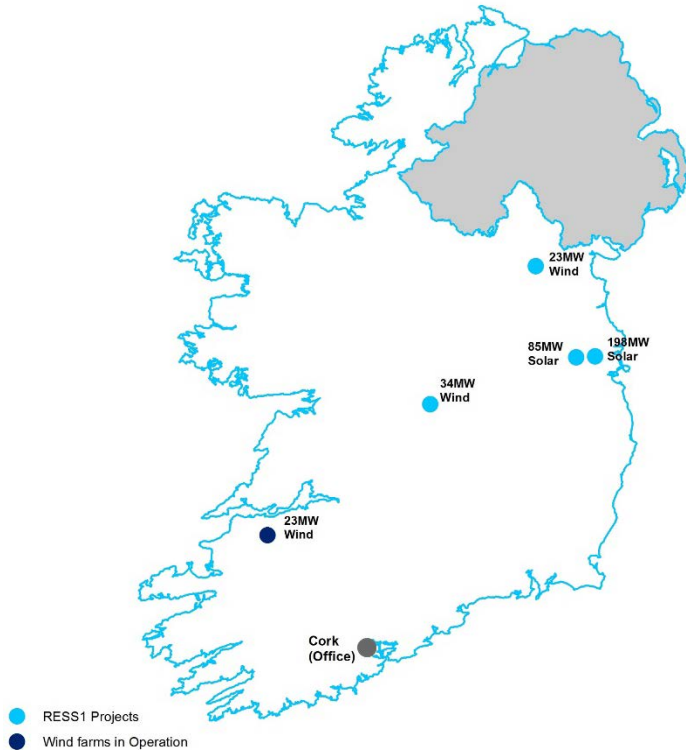 23MW
Wind
85MW
Solar
198MW
Solar
34MW
Wind
23MW
Wind
Cork
(Office)
RESS1 Projects
Wind farms in Operation